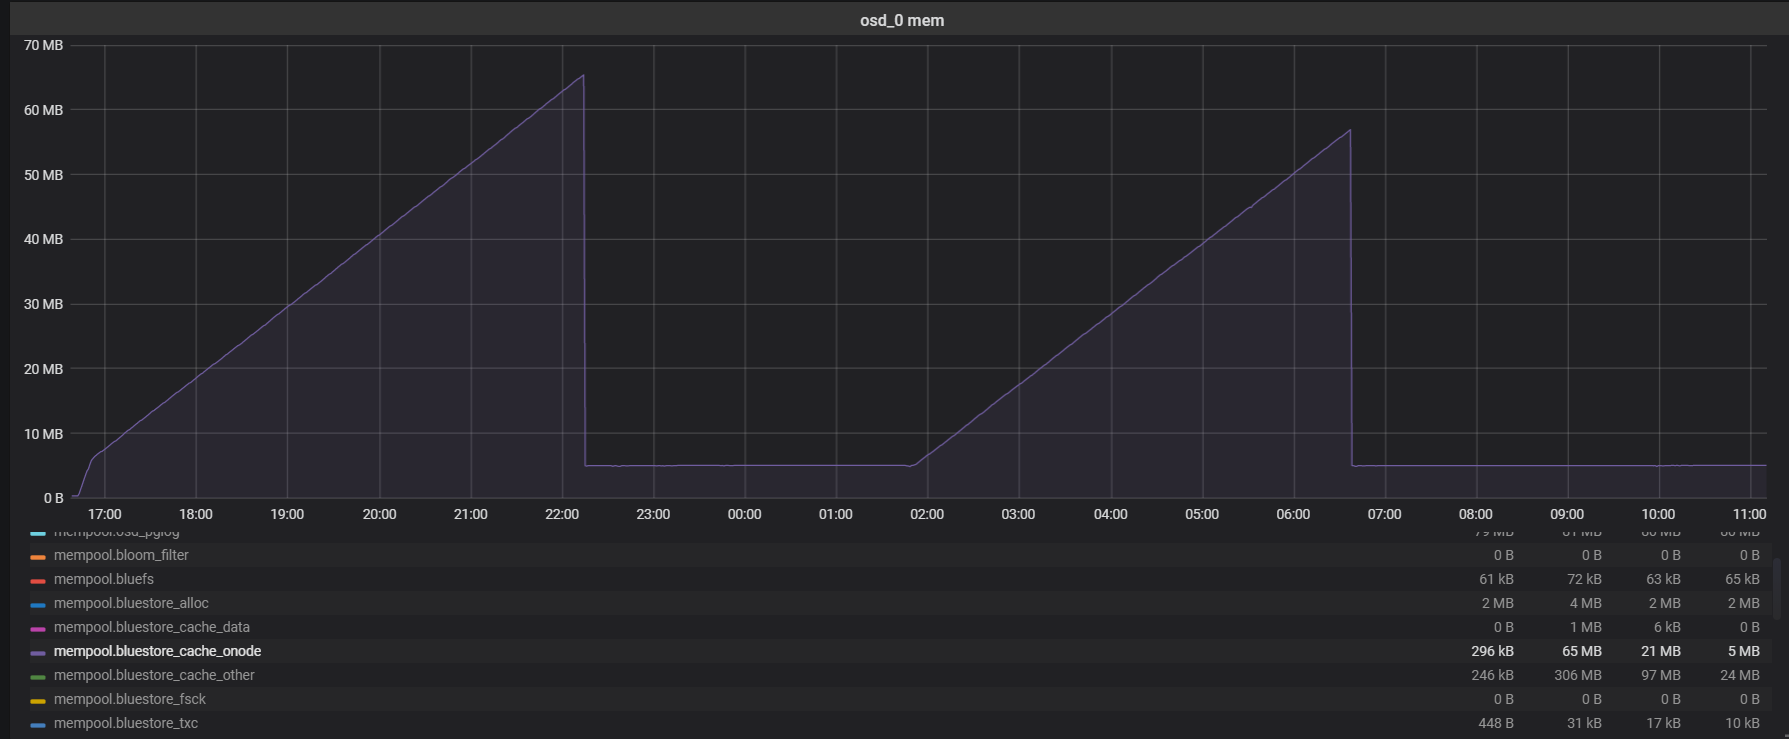 osd_0 mem
70 MB
60 MB
50 MB
40 MB
30 MB
20 MB
10 MB
0 B
17:00 18:00 19:00 20:00 21:00 22:00 23:00 00:00 01:00 02:00 03:00 04:00 05:00 06:00 07:00 08:00 09:00 10:00 11:00
mempool.osd_pglog 79 MB 81 MB
mempool.bloom_filter 0 B 0 B 0 B 0 B
mempool.bluefs 61 kB 72 kB 63 kB 65 kB
mempool.bluestore_alloc 2 MB 4 MB 2 MB 2 MB
mempool.bluestore_cache_data 0 B 1 MB 6 kB 0 B
mempool.bluestore_cache_onode 296 kB 65 MB 21 MB 5 MB
mempool.bluestore_cache_other 246 kB 306 MB 97 MB 24 MB
mempool.bluestore_fsck 0 B 0 B 0 B 0 B
mempool.bluestore_txc 448 B 31 kB 17 kB 10 kB